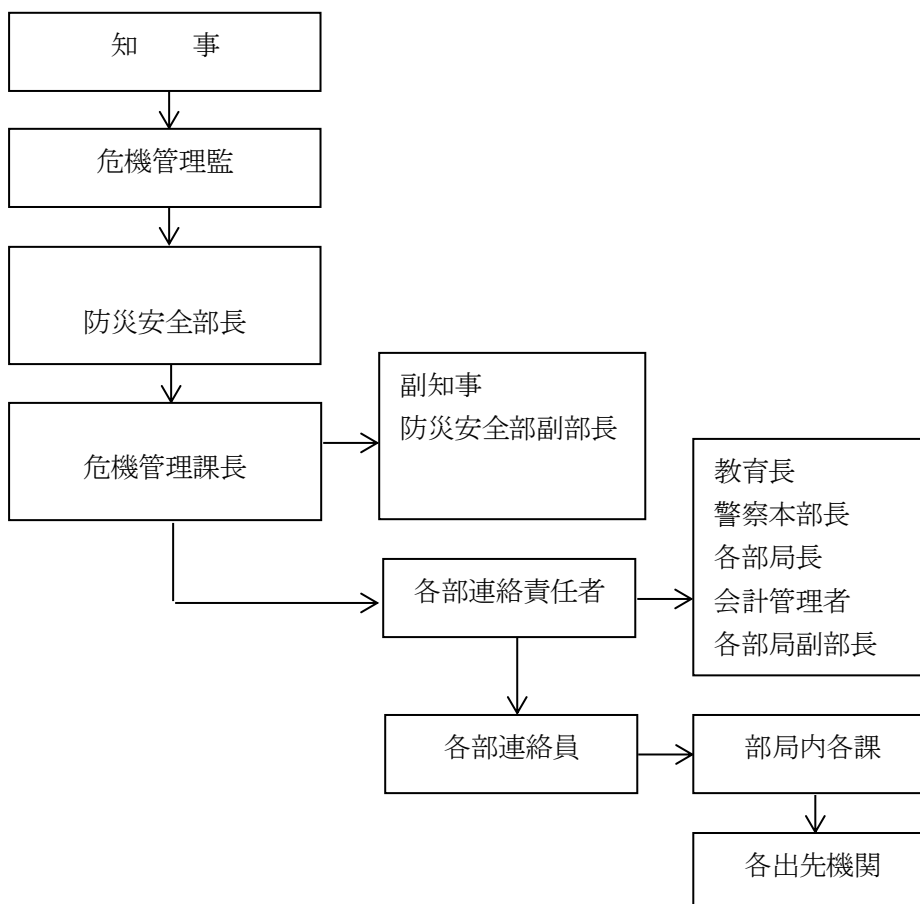 知　　事
危機管理監
防災安全部長
危機管理課長
副知事
防災安全部副部長
教育長
警察本部長
各部局長
会計管理者
各部局副部長
各部連絡責任者
各部連絡員
部局内各課
各出先機関